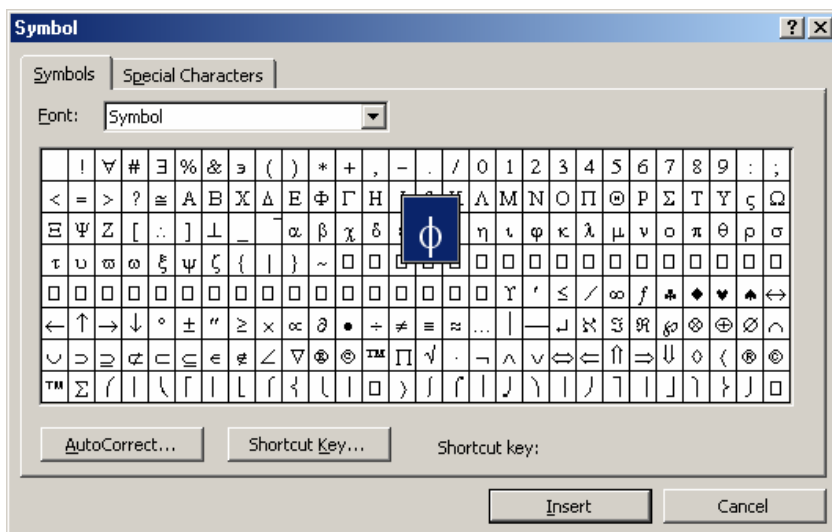 Symbol
Symbols Special Characters
Font: Symbol
! ∀ # ∃ % & ∍ ( ) * + , − . / 0 1 2 3 4 5 6 7 8 9 : ;
< = > ? ≅ Α Β Χ Δ Ε Φ Γ Η Λ Μ Ν Ο Π Θ Ρ Σ Τ Υ ς Ω
Ξ Ψ Ζ [ ∴ ] ⊥ _ ‾ α β χ δ ϕ η ι φ κ λ μ ν ο π θ ρ σ
τ υ ϖ ω ξ ψ ζ { | } ~
ϒ ′ ≤ ⁄ ∞ ƒ ♣ ♦ ♥ ♠ ↔
← ↑ → ↓ ° ± ″ ≥ × ∝ ∂ • ÷ ≠ ≡ ≈ … | — ↵ ℵ ℑ ℜ ℘ ⊗ ⊕ ∅ ∩
∪ ⊃ ⊇ ⊄ ⊂ ⊆ ∈ ∉ ∠ ∇ ® © ™ ∏ √ ⋅ ¬ ∧ ∨ ⇔ ⇐ ⇑ ⇒ ⇓ ◊ 〈 ® ©
™ ∑ ⎛ ⎜ ⎝ ⎡ ⎢ ⎣ ⎧ ⎨ ⎩ ⎪ 〉 ∫ ⌠ ⎮ ⌡ ⎞ ⎟ ⎠ ⎤ ⎥ ⎦ ⎫ ⎬ ⎭
AutoCorrect... Shortcut Key... Shortcut key:
Insert Cancel